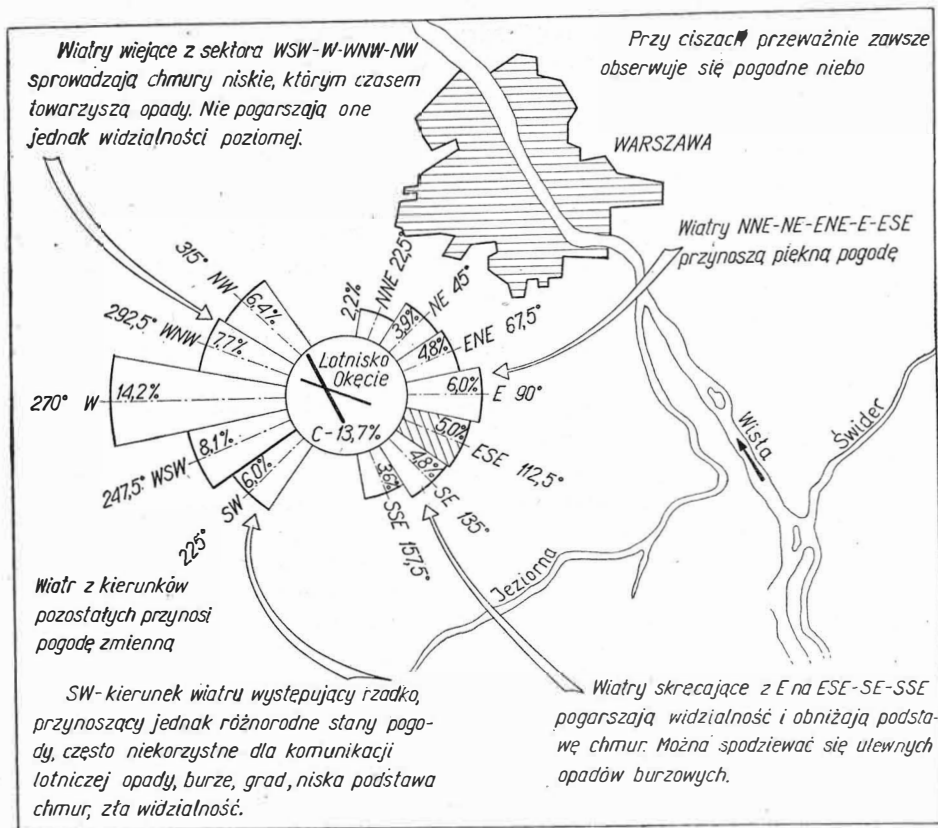 Wiatry wiejące z sektora WSW-W-WNW-NW
sprowadzają chmury niskie, którym czasem
towarzyszą opady. Nie pogarszają one
jednak widzialności poziomej.
Przy ciszach przeważnie zawsze
obserwuje się pogodne niebo
WARSZAWA
Wiatry NNE-NE-ENE-E-ESE
przynoszą piękną pogodę
315° NW
6,4%
292,5° WNW
7,7%
270° W
14,2%
247,5° WSW
8,1%
225°
SW
6,0%
2,2%
NNE 22,5°
3,9%
NE 45°
4,8%
ENE 67,5°
6,0%
E 90°
5,0%
ESE 112,5°
4,8%
SE 135°
3,6%
SSE 157,5°
Lotnisko
Okęcie
C-13,7%
Wisła
Świder
Jeziorna
Wiatr z kierunków
pozostałych przynosi
pogodę zmienną
SW-kierunek wiatru występujący rzadko,
przynoszący jednak różnorodne stany pogo-
dy, często niekorzystne dla komunikacji
lotniczej opady, burze, grad, niska podstawa
chmur, zła widzialność.
Wiatry skręcające z E na ESE-SE-SSE
pogarszają widzialność i obniżają podsta-
wę chmur. Można spodziewać się ulewnych
opadów burzowych.